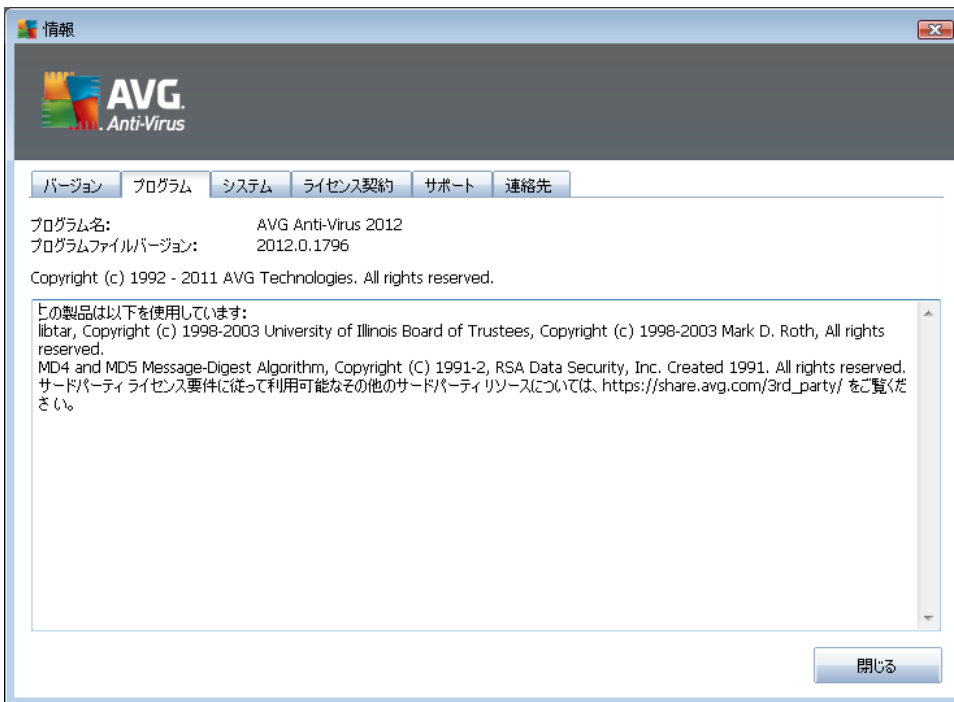 情報
AVG.
Anti-Virus
バージョン プログラム システム ライセンス契約 サポート 連絡先
プログラム名: AVG Anti-Virus 2012
プログラムファイルバージョン: 2012.0.1796
Copyright (c) 1992 - 2011 AVG Technologies. All rights reserved.
この製品は以下を使用しています:
libtar, Copyright (c) 1998-2003 University of Illinois Board of Trustees, Copyright (c) 1998-2003 Mark D. Roth, All rights
reserved.
MD4 and MD5 Message-Digest Algorithm, Copyright (C) 1991-2, RSA Data Security, Inc. Created 1991. All rights reserved.
サードパーティ ライセンス要件に従って利用可能なその他のサードパーティ リソースについては、https://share.avg.com/3rd_party/ をご覧くだ
さい。
閉じる